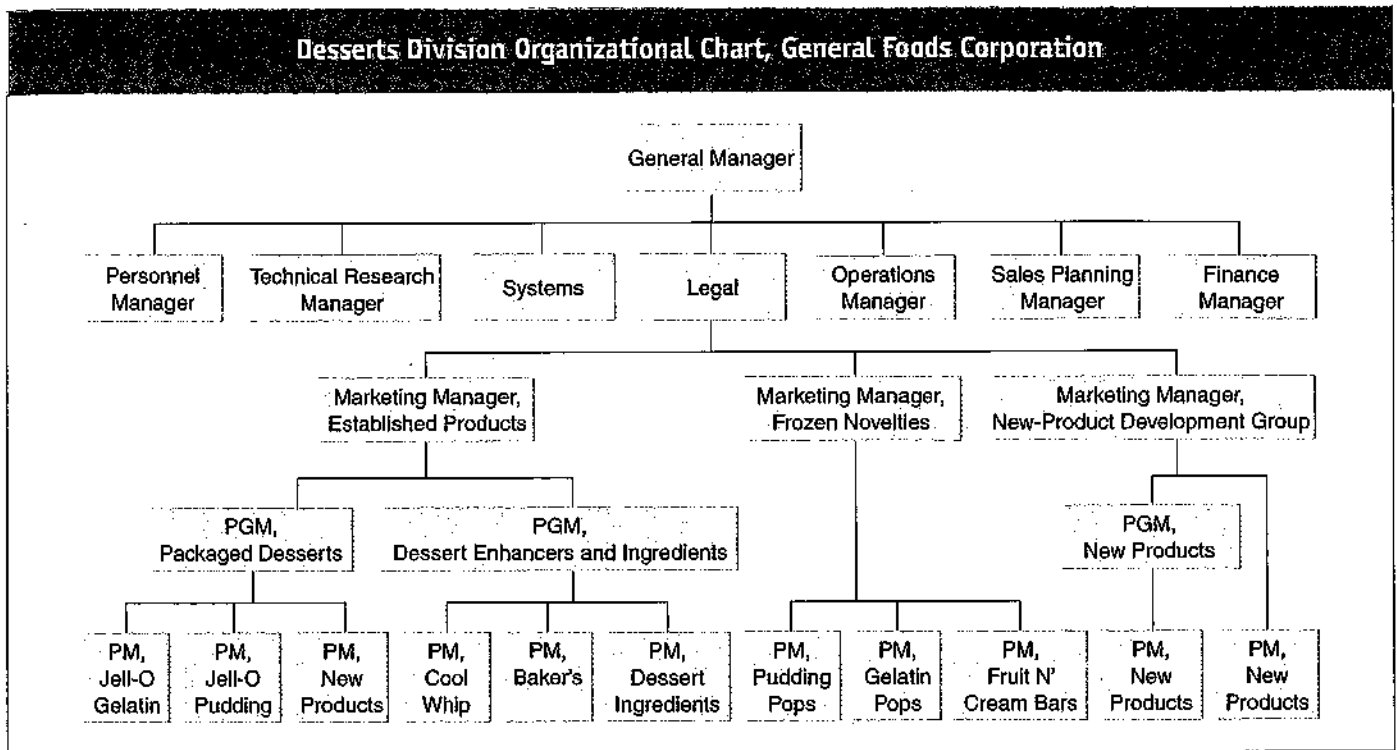 Desserts Division Organizational Chart, General Foods Corporation
General Manager
Personnel
Manager
Technical Research
Manager
Systems
Legal
Operations
Manager
Sales Planning
Manager
Finance
Manager
Marketing Manager,
Established Products
Marketing Manager,
Frozen Novelties
Marketing Manager,
New-Product Development Group
PGM,
Packaged Desserts
PGM,
Dessert Enhancers and Ingredients
PGM,
New Products
PM,
Jell-O
Gelatin
PM,
Jell-O
Pudding
PM,
New
Products
PM,
Cool
Whip
PM,
Baker's
PM,
Dessert
Ingredients
PM,
Pudding
Pops
PM,
Gelatin
Pops
PM,
Fruit N'
Cream Bars
PM,
New
Products
PM,
New
Products